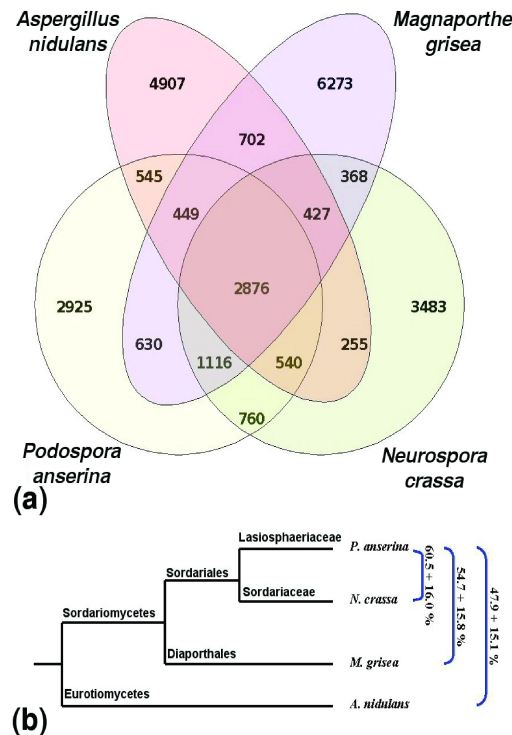 Aspergillus
nidulans
Magnaporthe
grisea
4907
6273
702
545
368
449
427
2876
2925
3483
630
255
1116
540
760
Podospora
anserina
Neurospora
crassa
(a)
Lasiosphaeriaceae
P. anserina
Sordariales
Sordariaceae
N. crassa
60.5 + 16.0 %
54.7 + 15.8 %
47.9 + 15.1 %
Sordariomycetes
Diaporthales
M. grisea
Eurotiomycetes
A. nidulans
(b)